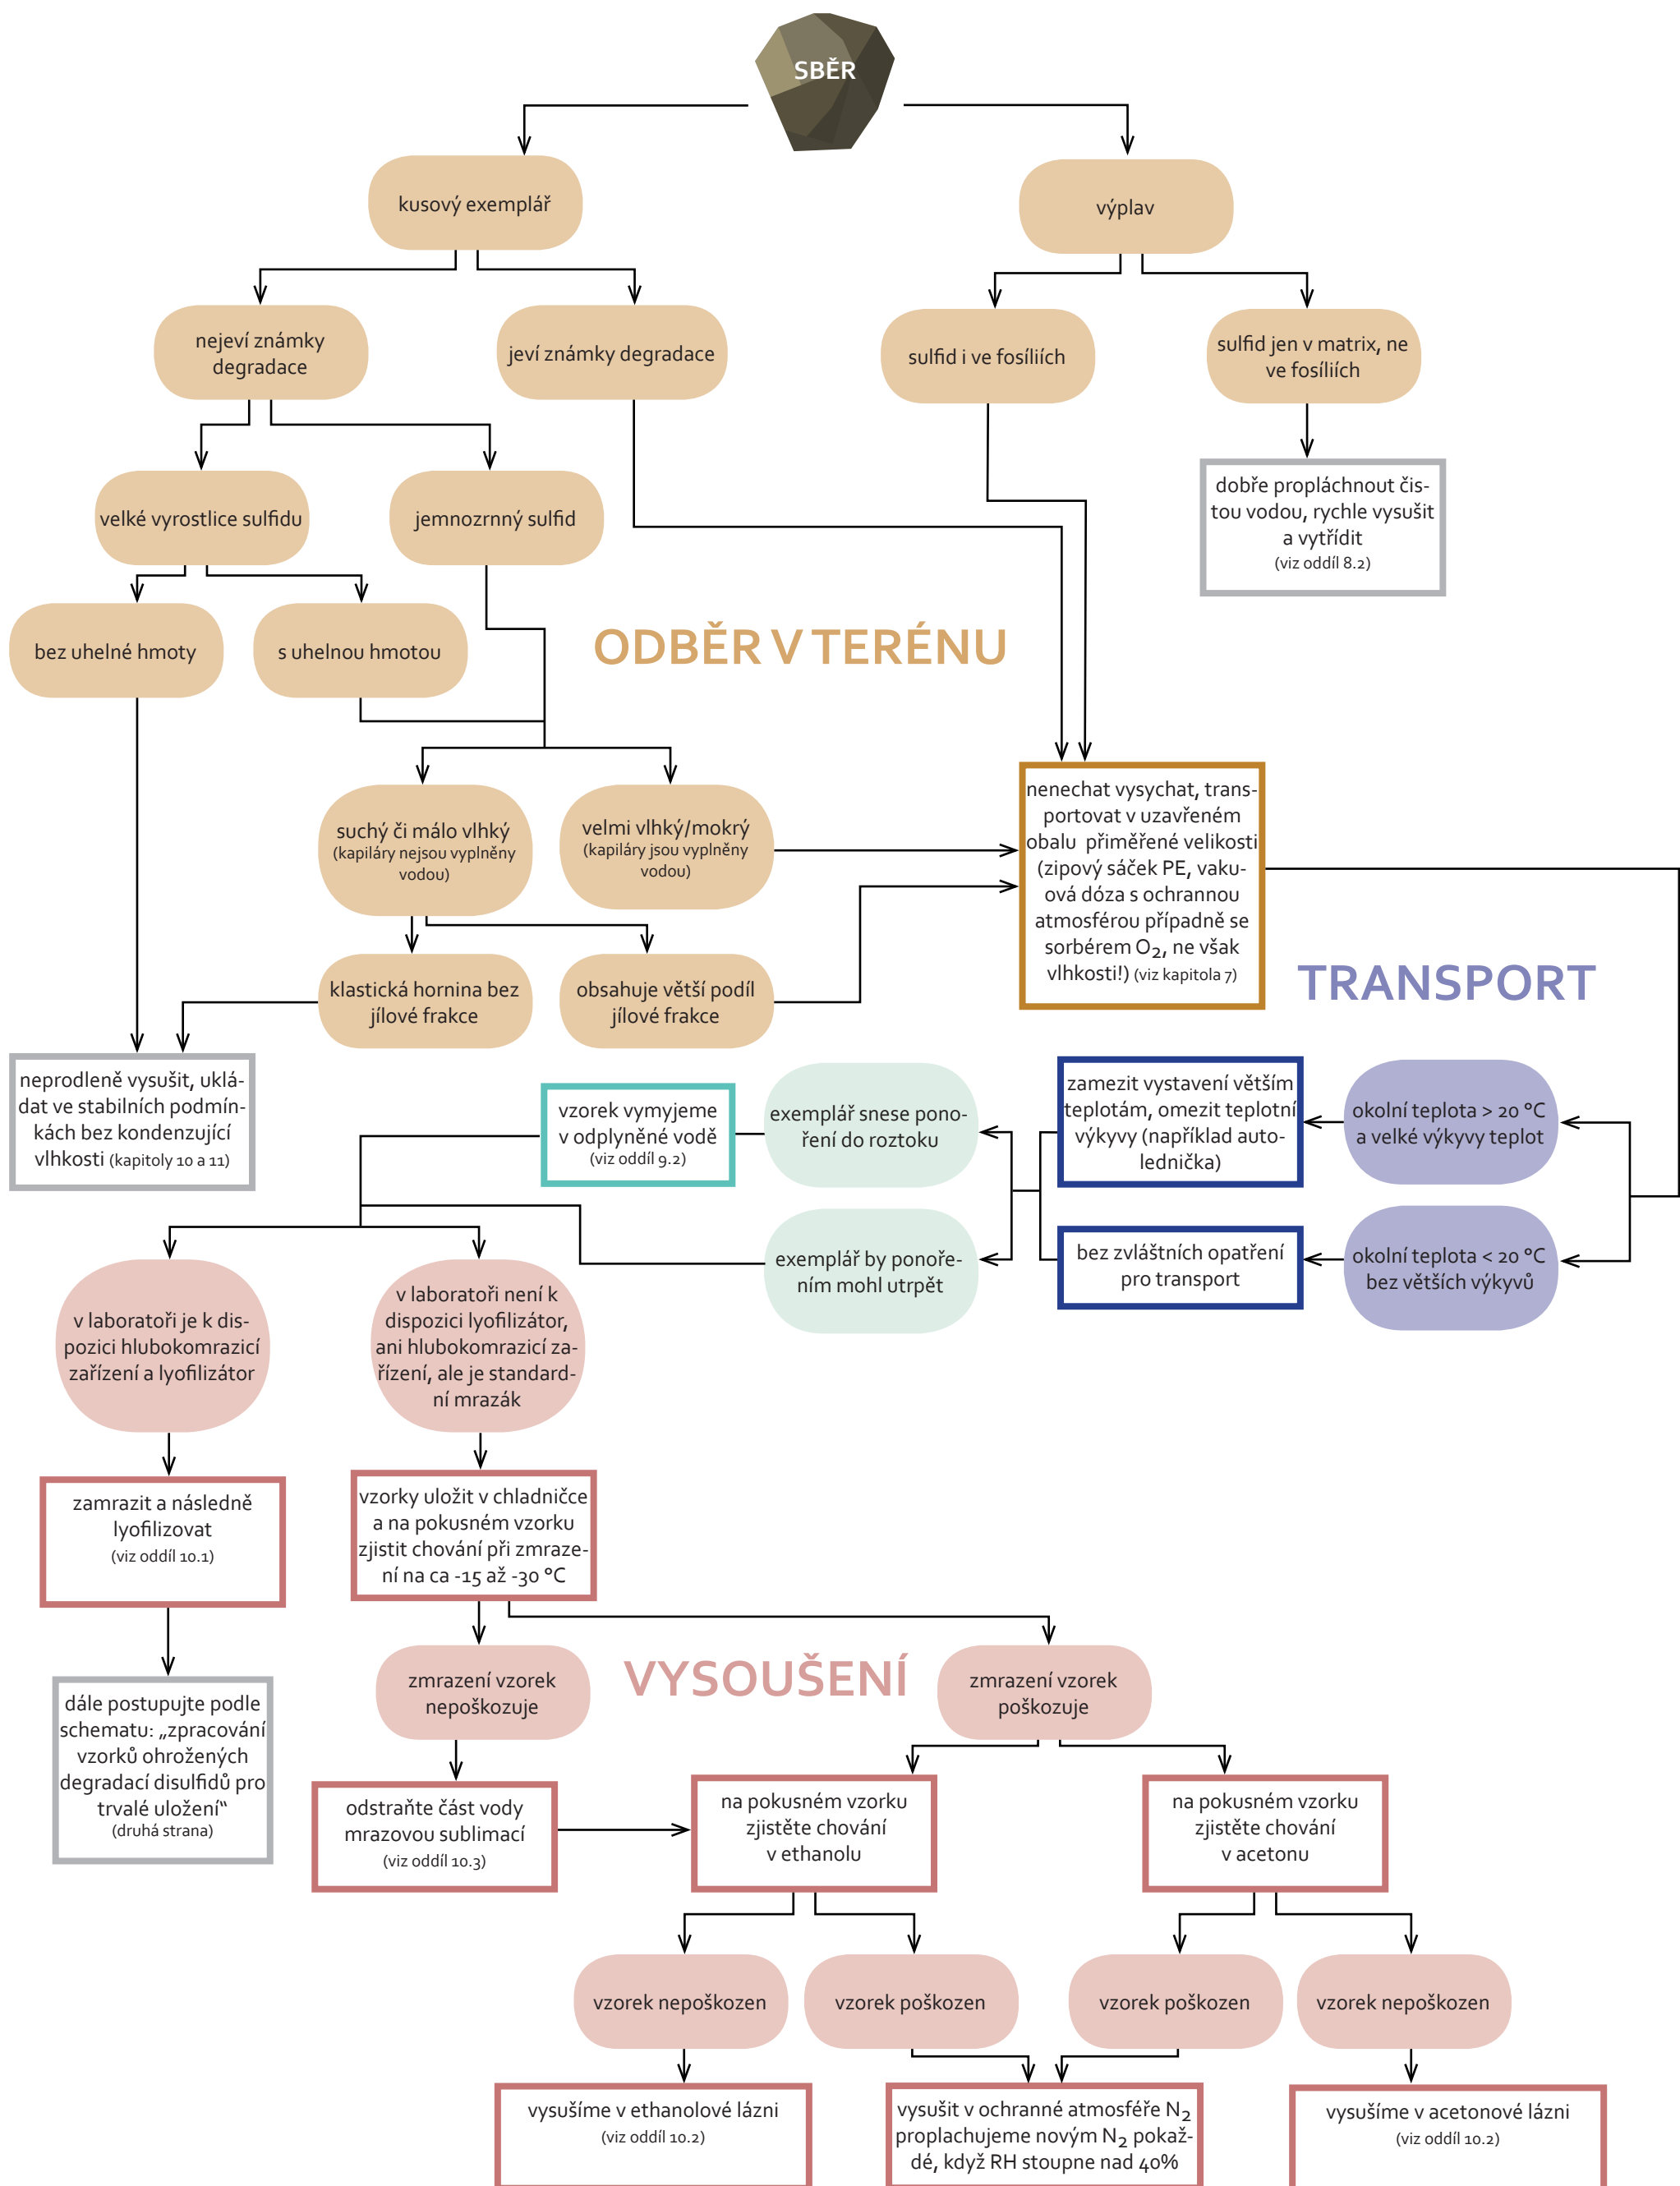 SBĚR
kusový exemplář
výplav
nejeví známky
degradace
jeví známky degradace
sulfid i ve fosíliích
sulfid jen v matrix, ne
ve fosíliích
velké vyrostlice sulfidu
jemnozrnný sulfid
dobře propláchnout čis-
tou vodou, rychle vysušit
a vytřídit
(viz oddíl 8.2)
bez uhelné hmoty
s uhelnou hmotou
ODBĚR V TERÉNU
suchý či málo vlhký
(kapiláry nejsou vyplněny
vodou)
velmi vlhký/mokrý
(kapiláry jsou vyplněny
vodou)
nenechat vysychat, trans-
portovat v uzavřeném
obalu přiměřené velikosti
(zipový sáček PE, vaku-
ová dóza s ochrannou
atmosférou případně se
sorbérem O₂, ne však
vlhkosti!) (viz kapitola 7)
klastická hornina bez
jílové frakce
obsahuje větší podíl
jílové frakce
TRANSPORT
neprodleně vysušit, uklá-
dat ve stabilních podmín-
kách bez kondenzující
vlhkosti (kapitoly 10 a 11)
vzorek vymyjeme
v odplyněné vodě
(viz oddíl 9.2)
exemplář snese pono-
ření do roztoku
zamezit vystavení větším
teplotám, omezit teplotní
výkyvy (například auto-
lednička)
okolní teplota > 20 °C
a velké výkyvy teplot
exemplář by ponoře-
ním mohl utrpět
bez zvláštních opatření
pro transport
okolní teplota < 20 °C
bez větších výkyvů
v laboratoři je k dis-
pozici hlubokomrazicí
zařízení a lyofilizátor
v laboratoři není k
dispozici lyofilizátor,
ani hlubokomrazicí za-
řízení, ale je standard-
ní mrazák
zamrazit a následně
lyofilizovat
(viz oddíl 10.1)
vzorky uložit v chladničce
a na pokusném vzorku
zjistit chování při zmraze-
ní na ca -15 až -30 °C
VYSOUŠENÍ
zmrazení vzorek
nepoškozuje
zmrazení vzorek
poškozuje
dále postupujte podle
schematu: „zpracování
vzorků ohrožených
degradací disulfidů pro
trvalé uložení“
(druhá strana)
odstraňte část vody
mrazovou sublimací
(viz oddíl 10.3)
na pokusném vzorku
zjistěte chování
v ethanolu
na pokusném vzorku
zjistěte chování
v acetonu
vzorek nepoškozen
vzorek poškozen
vzorek poškozen
vzorek nepoškozen
vysušíme v ethanolové lázni
(viz oddíl 10.2)
vysušit v ochranné atmosféře N₂
proplachujeme novým N₂ pokaž-
dé, když RH stoupne nad 40%
vysušíme v acetonové lázni
(viz oddíl 10.2)